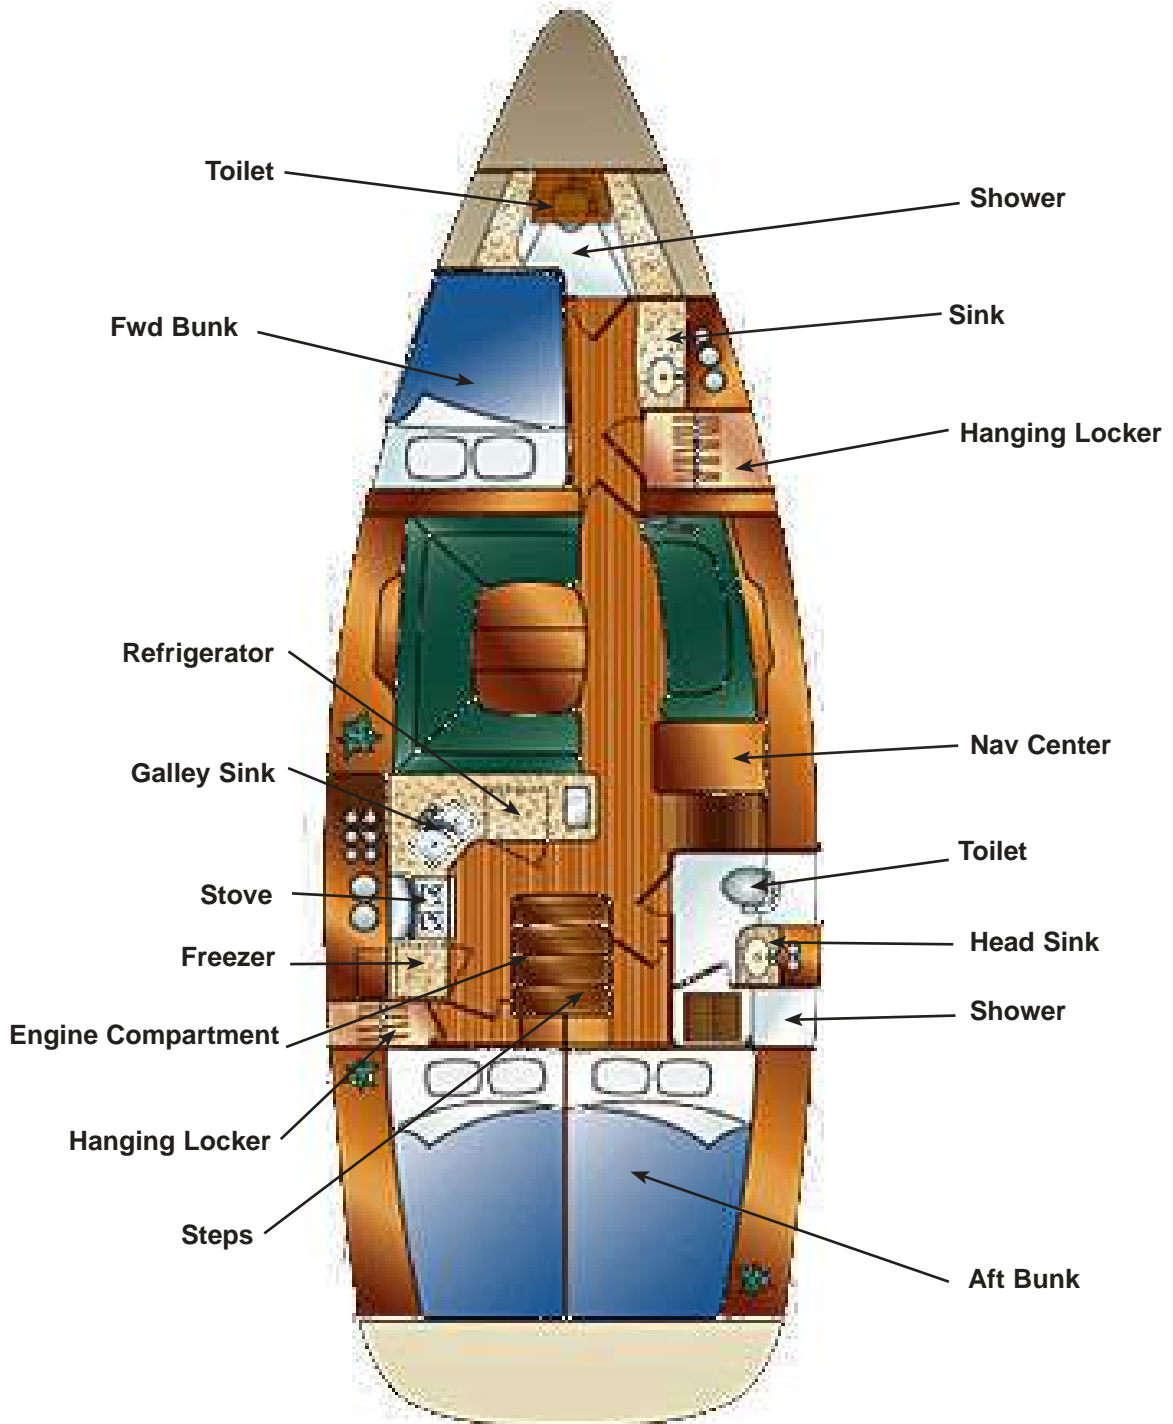 Toilet
Shower
Fwd Bunk
Sink
Hanging Locker
Refrigerator
Nav Center
Galley Sink
Toilet
Stove
Head Sink
Freezer
Shower
Engine Compartment
Hanging Locker
Steps
Aft Bunk